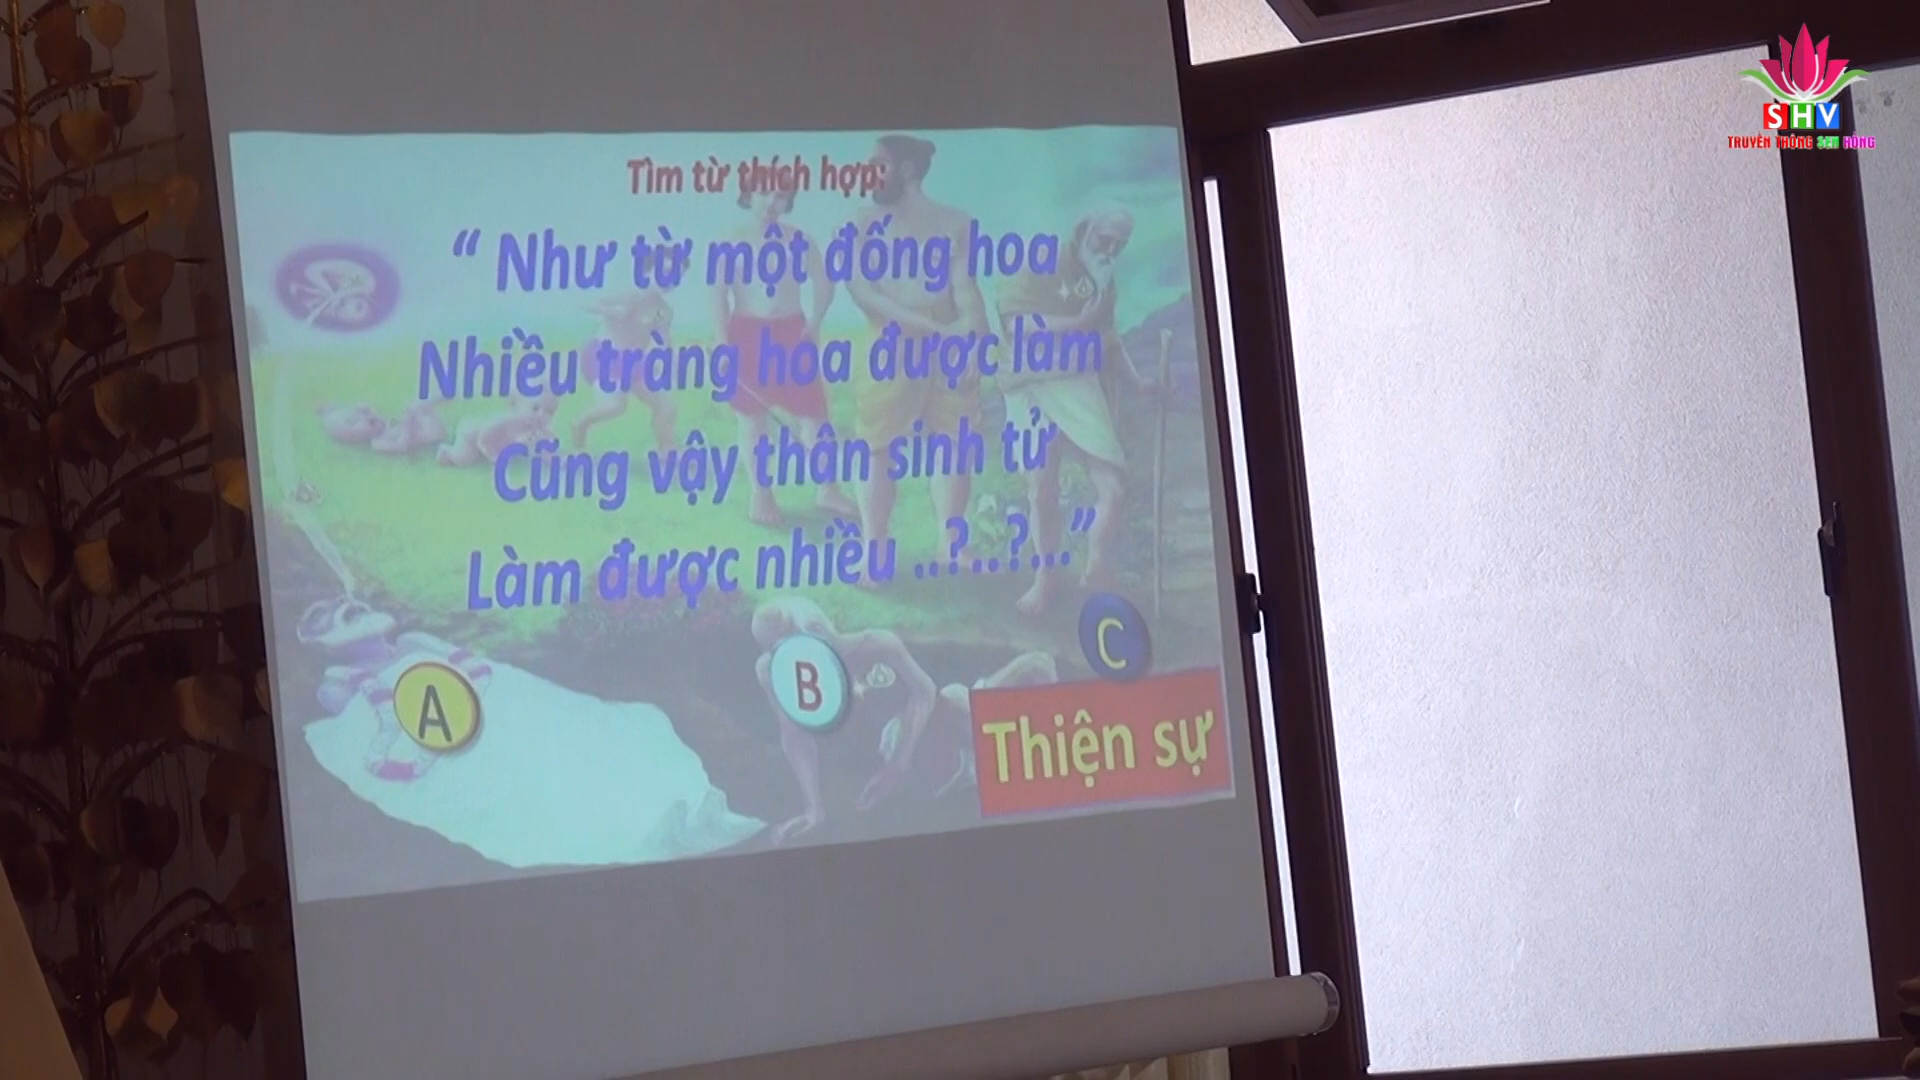 SHV
TRUYỀN THÔNG SEN HỒNG
Tìm từ thích hợp:
“ Như từ một đống hoa
Nhiều tràng hoa được làm
Cũng vậy thân sinh tử
Làm được nhiều ..?..?...”
A
B
C
Thiện sự